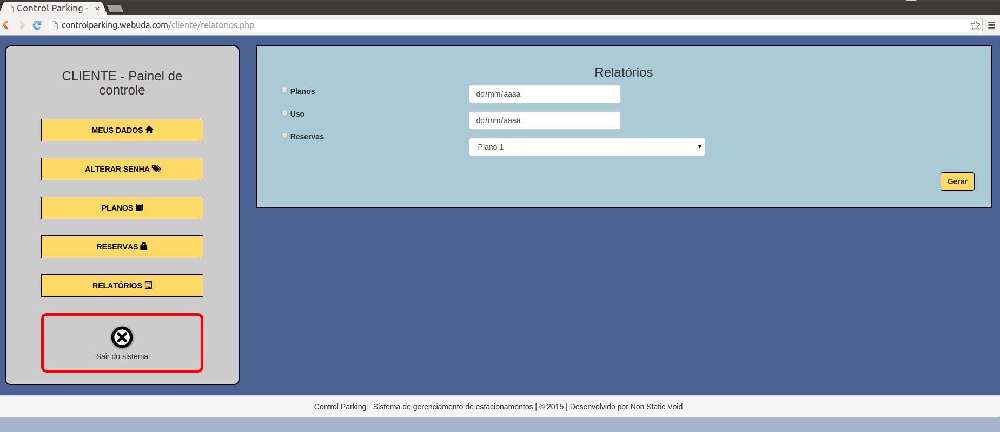 Control Parking -
controlparking.webuda.com/cliente/relatorios.php
CLIENTE - Painel de
controle
MEUS DADOS
ALTERAR SENHA
PLANOS
RESERVAS
RELATÓRIOS
Sair do sistema
Relatórios
Planos
Uso
Reservas
dd/mm/aaaa
dd/mm/aaaa
Plano 1
Gerar
Control Parking - Sistema de gerenciamento de estacionamentos | © 2015 | Desenvolvido por Non Static Void